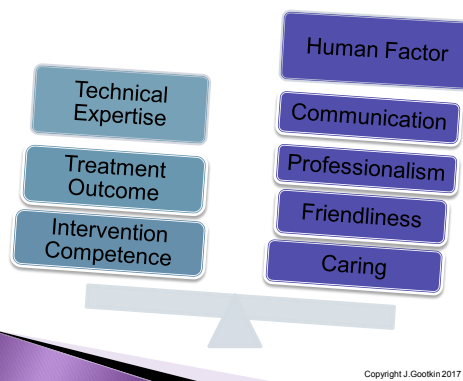 Technical
Expertise
Treatment
Outcome
Intervention
Competence
Human Factor
Communication
Professionalism
Friendliness
Caring
Copyright J.Gootkin 2017